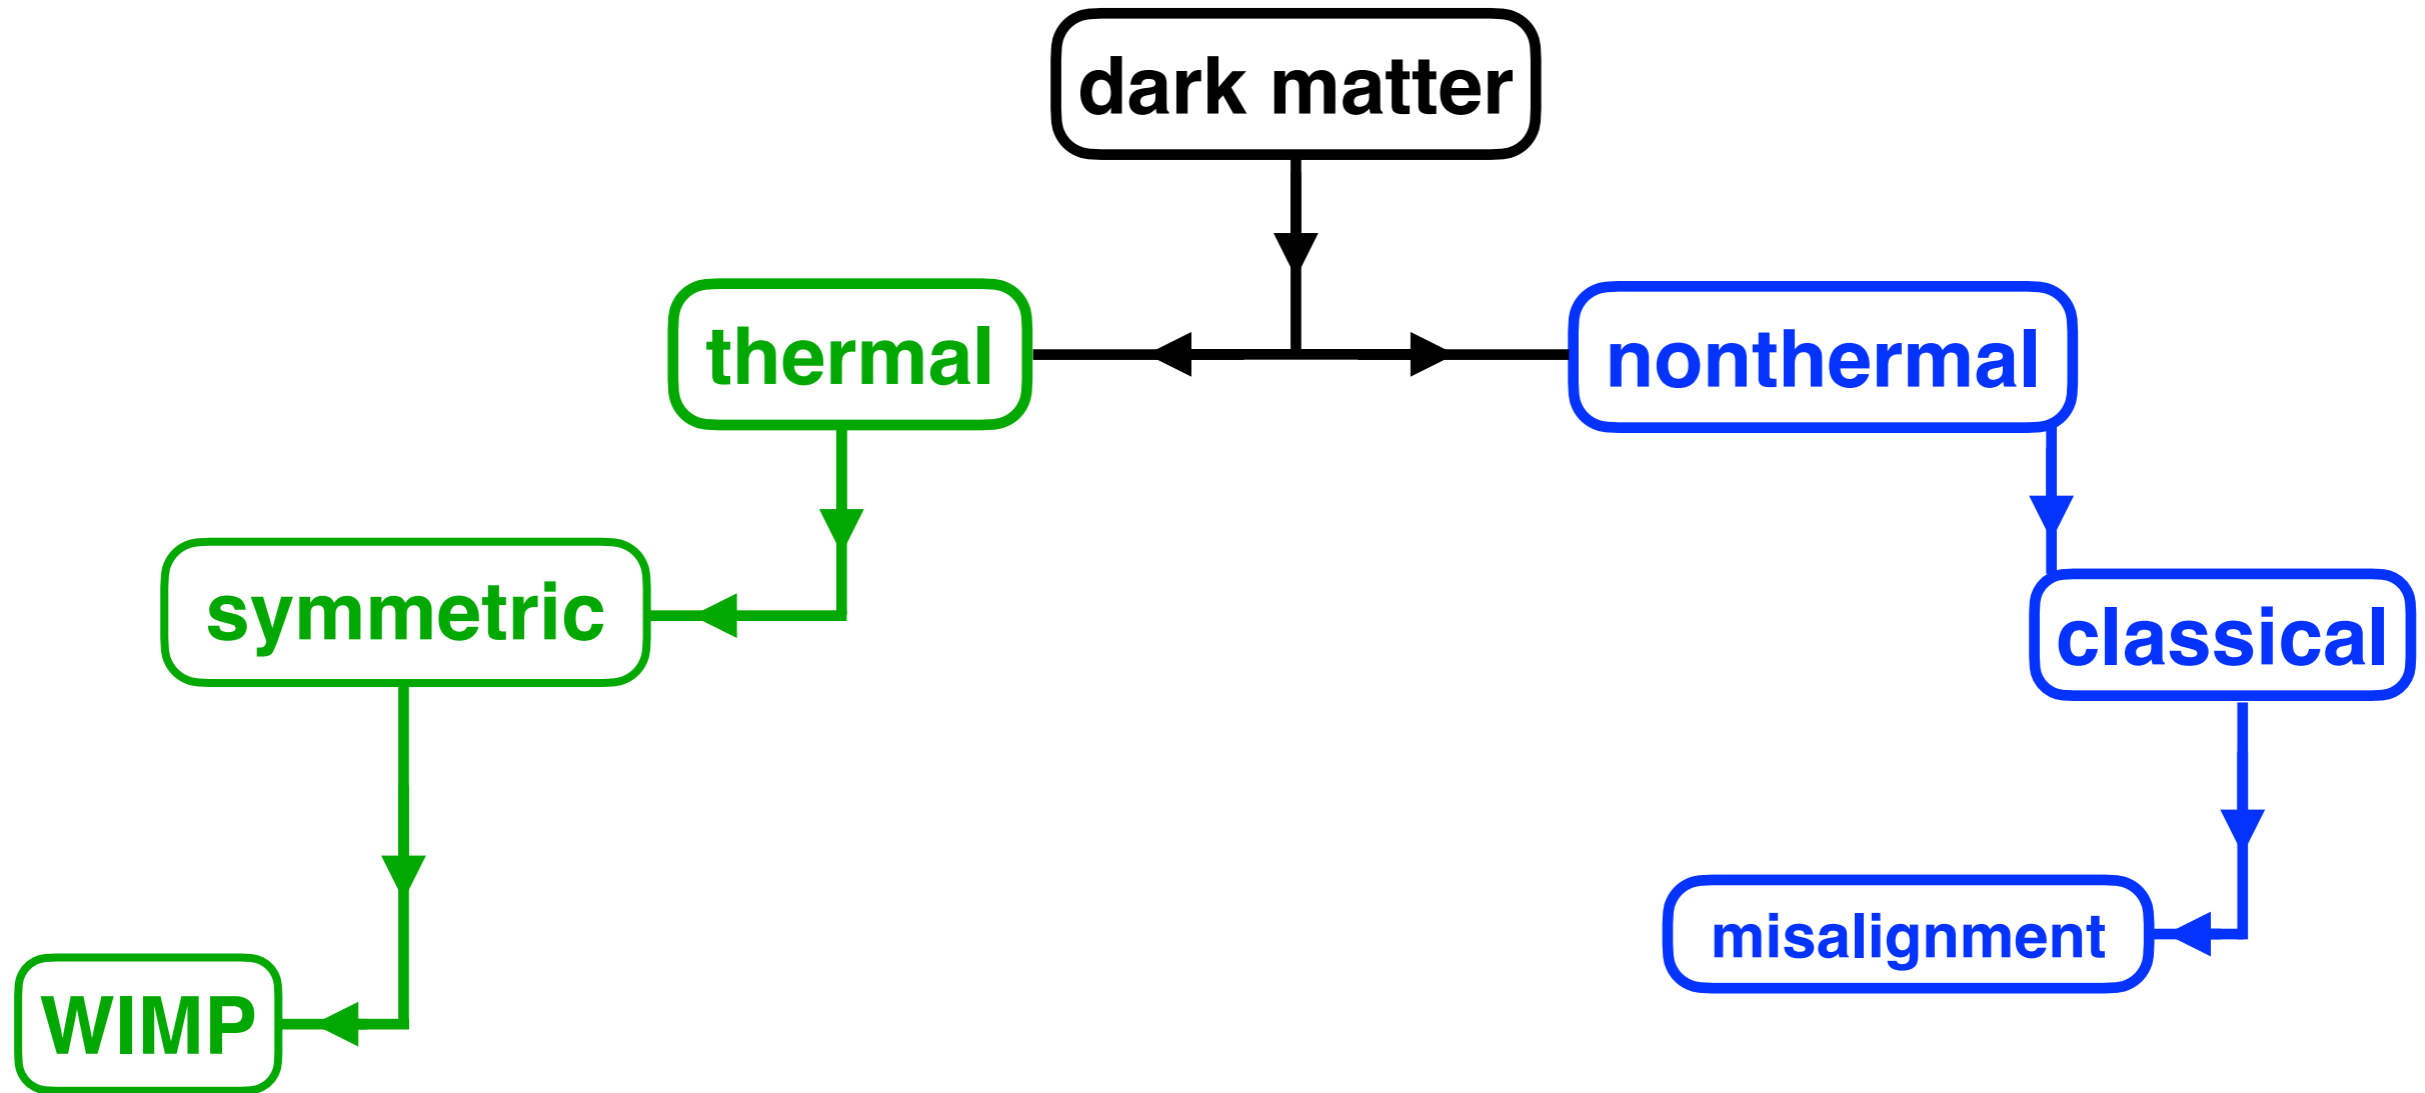 dark matter
thermal
nonthermal
symmetric
classical
misalignment
WIMP